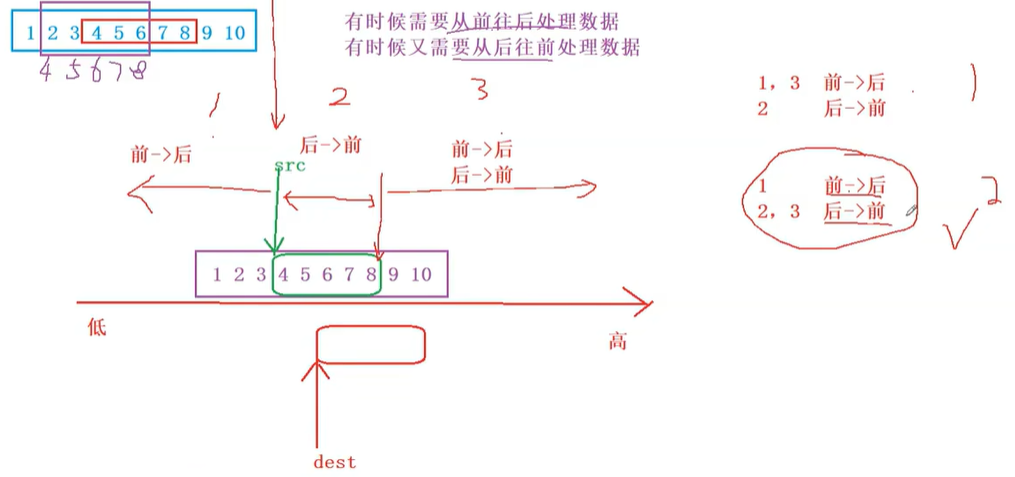 1 2 3 4 5 6 7 8 9 10
4 5 6 7 8
有时候需要从前往后处理数据
有时候又需要从后往前处理数据
1，3 前->后
2 后->前
1
1
2
3
前->后
后->前
前->后
后->前
src
1 前->后
2，3 后->前
2
1 2 3 4 5 6 7 8 9 10
低
高
dest